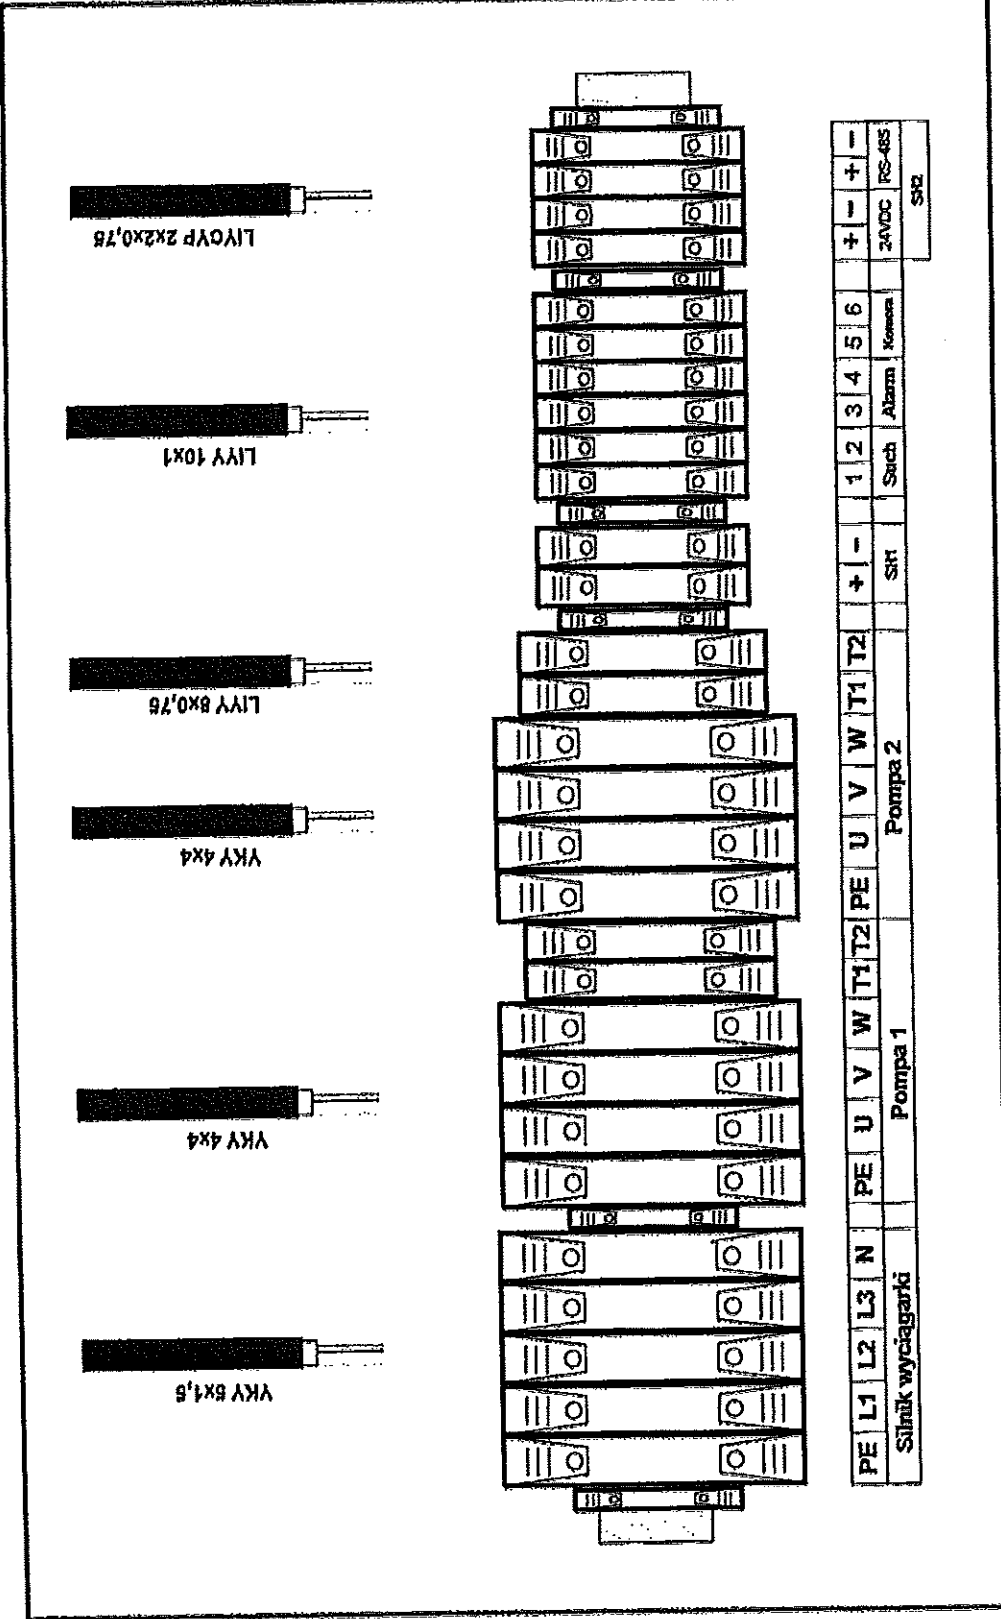 YKY 5x1,5
YKY 4x4
YKY 4x4
LIYY 8x0,75
LIYY 10x1
LIYCYP 2x2x0,75
PE L1 L2 L3 N PE U V W T1 T2 PE U V W T1 T2 + - 1 2 3 4 5 6 + - + -
Silnik wyciągarki Pompa 1 Pompa 2 SH1 Such Alarm Komora 24VDC RS-485
SH2